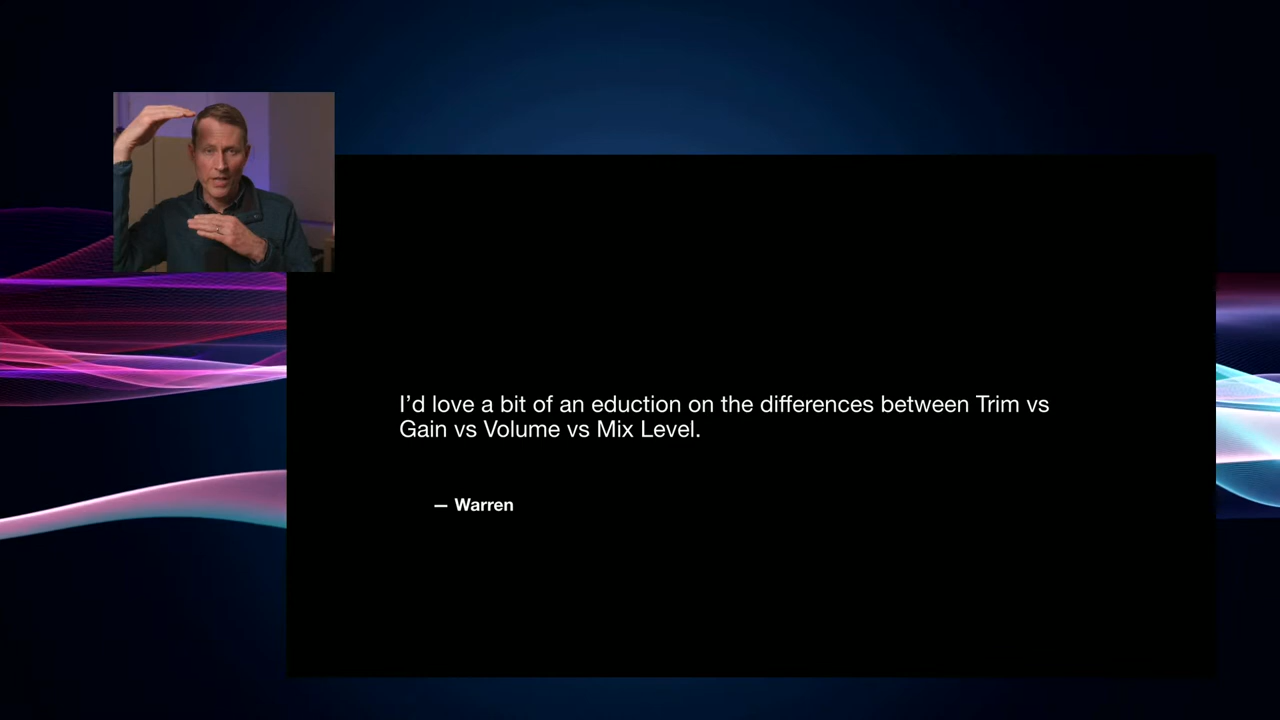 I’d love a bit of an eduction on the differences between Trim vs
Gain vs Volume vs Mix Level.
— Warren